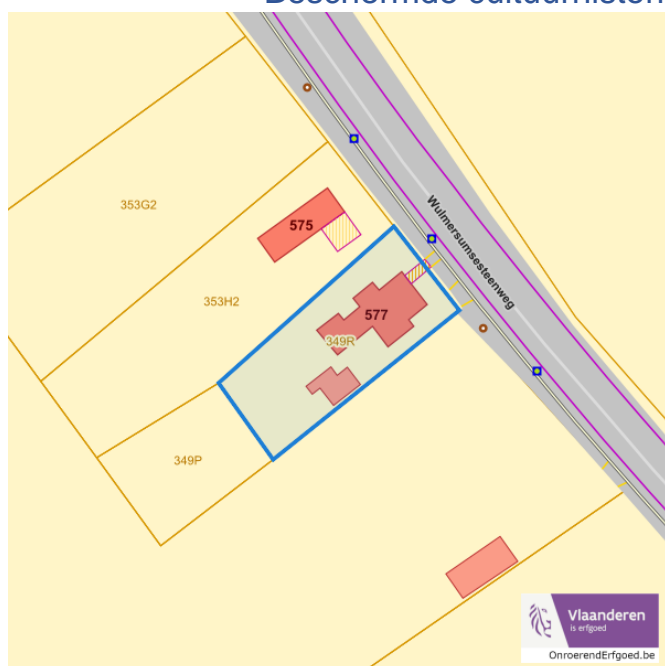 353G2
575
Wulmersumsesteenweg
353H2
577
349R
349P
Vlaanderen
is erfgoed
OnroerendErfgoed.be